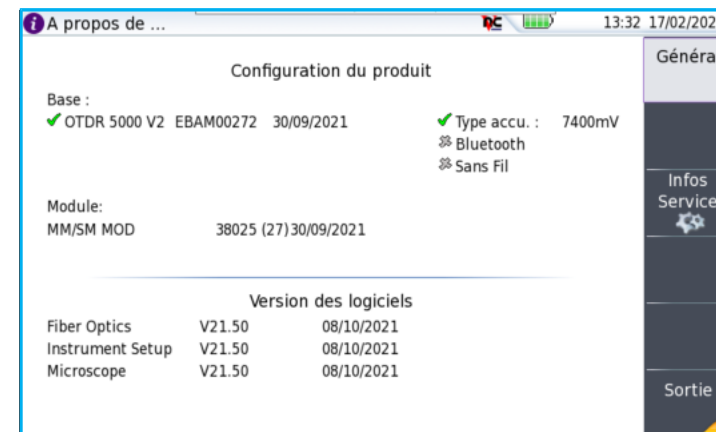 A propos de ...
DC
13:32 17/02/202
Configuration du produit
Base :
OTDR 5000 V2 EBAM00272 30/09/2021
Type accu. : 7400mV
Bluetooth
Sans Fil
Module:
MM/SM MOD 38025 (27)30/09/2021
Version des logiciels
Fiber Optics V21.50 08/10/2021
Instrument Setup V21.50 08/10/2021
Microscope V21.50 08/10/2021
Généra
Infos
Service
Sortie